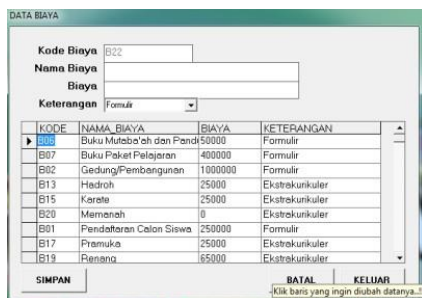 DATA BIAYA
Kode Biaya B22
Nama Biaya
Biaya
Keterangan Formulir
KODE NAMA_BIAYA BIAYA KETERANGAN
B06 Buku Mutaba'ah dan Pand 50000 Formulir
B07 Buku Paket Pelajaran 400000 Formulir
B02 Gedung/Pembangunan 1000000 Formulir
B13 Hadroh 25000 Ekstrakurikuler
B15 Karate 25000 Ekstrakurikuler
B20 Memanah 0 Ekstrakurikuler
B01 Pendaftaran Calon Siswa 250000 Formulir
B17 Pramuka 25000 Ekstrakurikuler
B19 Renang 65000 Ekstrakurikuler
SIMPAN BATAL KELUAR
Klik baris yang ingin diubah datanya..!